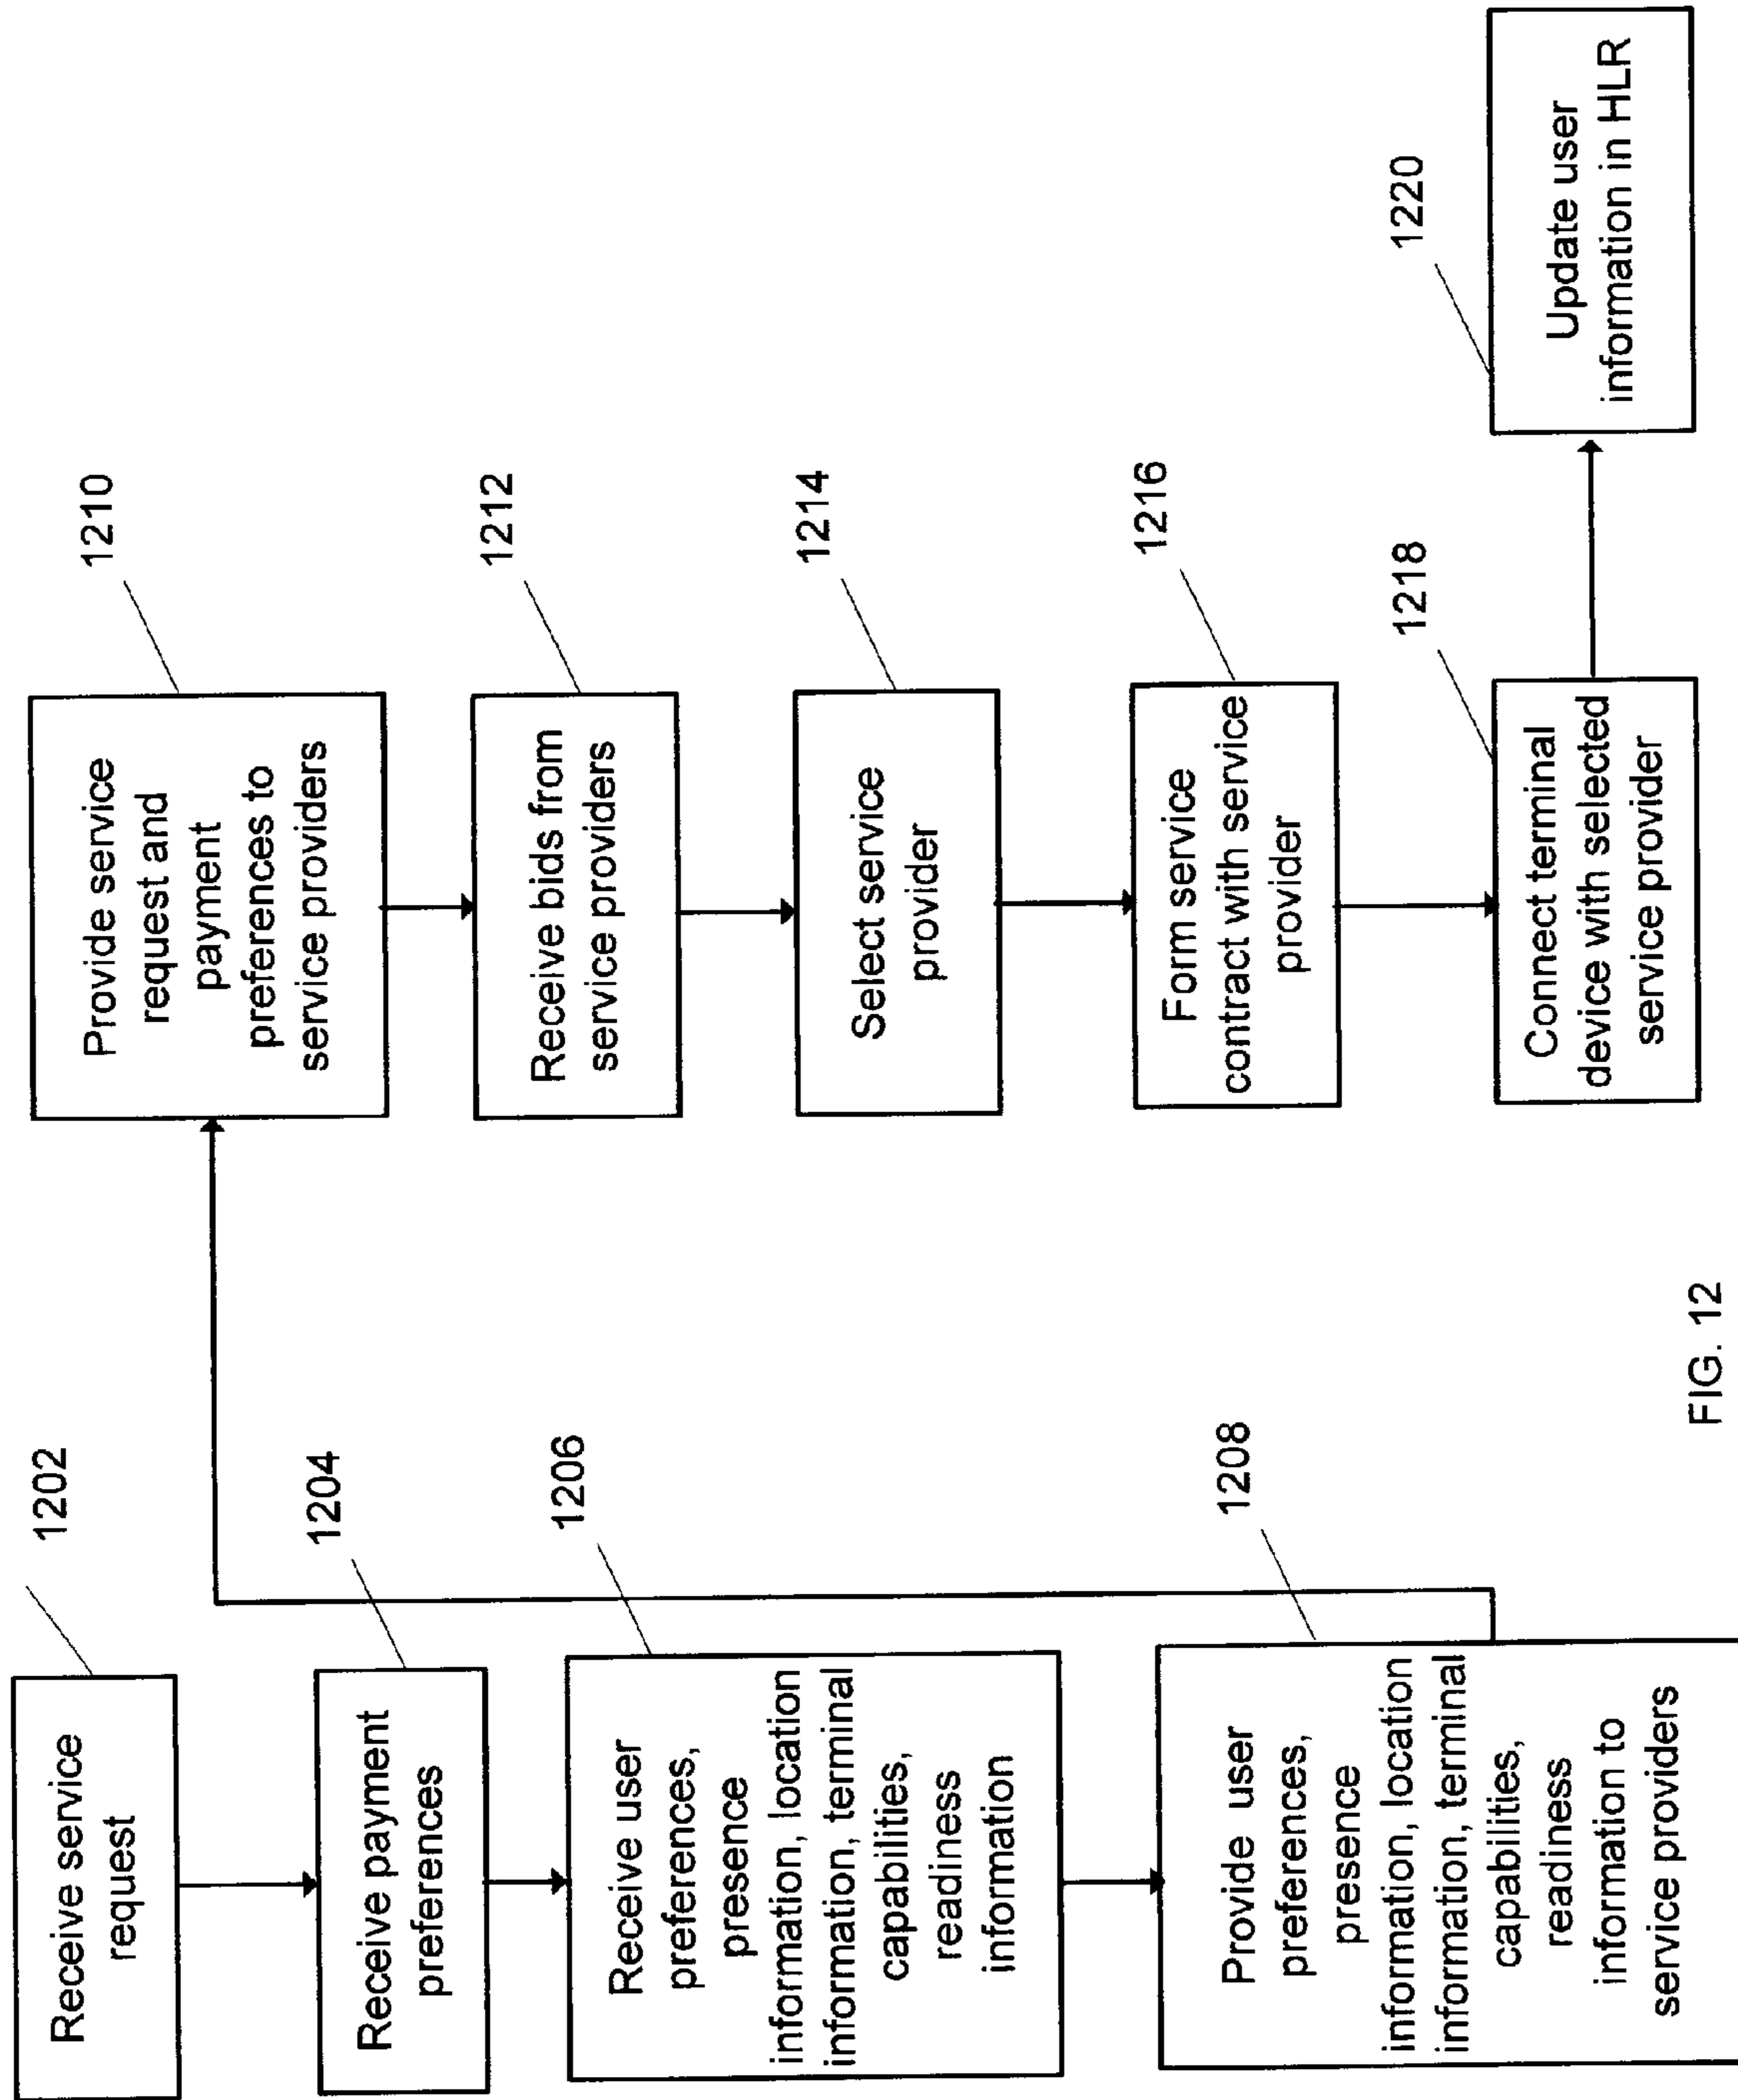 1202
Receive service
request
1204
Receive payment
preferences
1206
Receive user
preferences,
presence
information, location
information, terminal
capabilities,
readiness
information
1208
Provide user
preferences,
presence
information, location
information, terminal
capabilities,
readiness
information to
service providers
1210
Provide service
request and
payment
preferences to
service providers
1212
Receive bids from
service providers
1214
Select service
provider
1216
Form service
contract with service
provider
1218
Connect terminal
device with selected
service provider
1220
Update user
information in HLR
FIG. 12